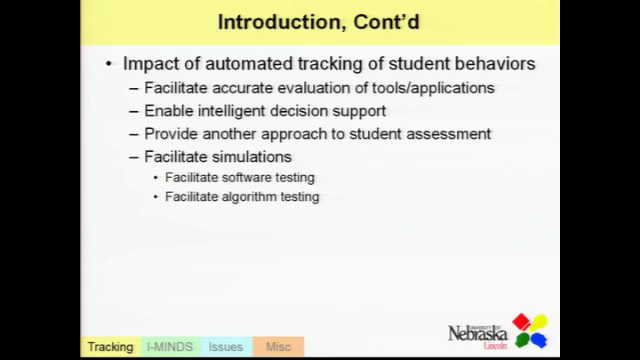 Introduction, Cont'd
• Impact of automated tracking of student behaviors
– Facilitate accurate evaluation of tools/applications
– Enable intelligent decision support
– Provide another approach to student assessment
– Facilitate simulations
• Facilitate software testing
• Facilitate algorithm testing
UNIVERSITY OF
Nebraska
Lincoln
Tracking I-MINDS Issues Misc